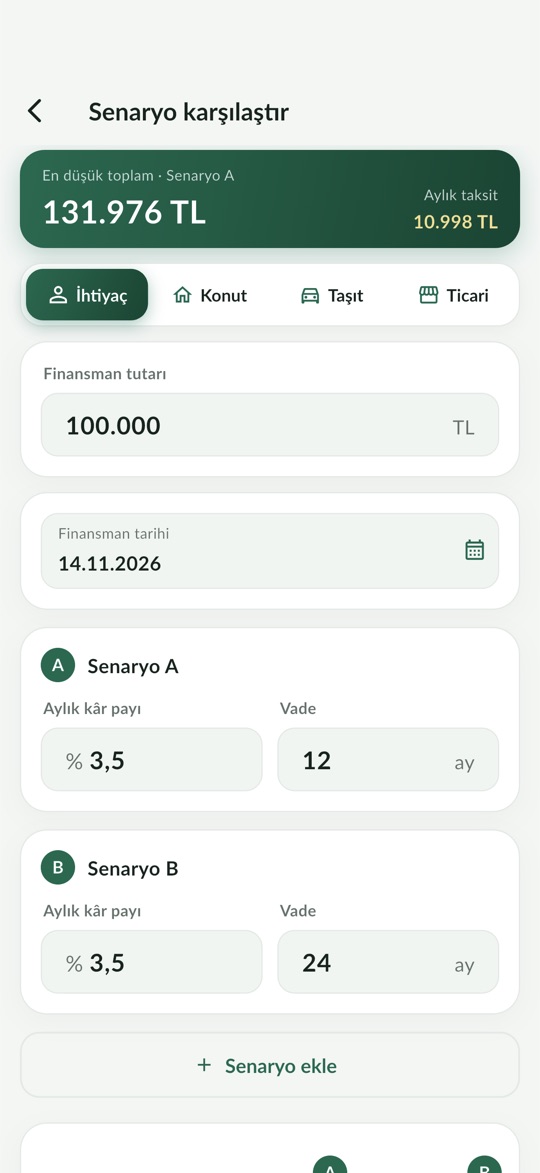 Senaryo karşılaştır
En düşük toplam · Senaryo A
131.976 TL
Aylık taksit
10.998 TL
İhtiyaç
Konut
Taşıt
Ticari
Finansman tutarı
100.000 TL
Finansman tarihi
14.11.2026
A Senaryo A
Aylık kâr payı Vade
% 3,5 12 ay
B Senaryo B
Aylık kâr payı Vade
% 3,5 24 ay
+ Senaryo ekle
A B